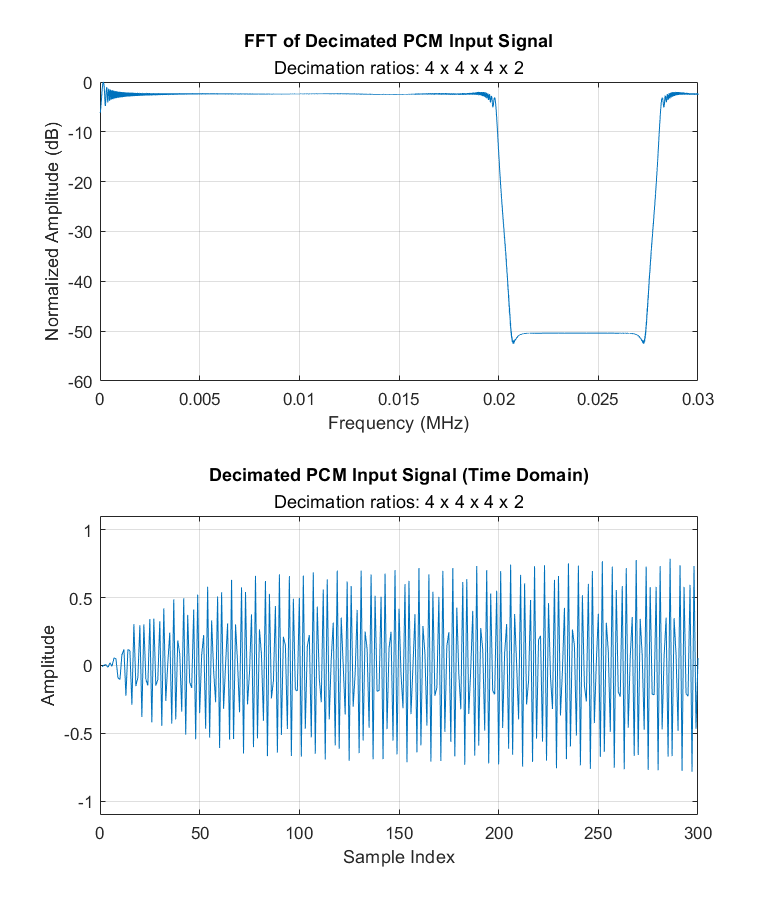 FFT of Decimated PCM Input Signal
Decimation ratios: 4 x 4 x 4 x 2
Normalized Amplitude (dB)
0
-10
-20
-30
-40
-50
-60
0 0.005 0.01 0.015 0.02 0.025 0.03
Frequency (MHz)
Decimated PCM Input Signal (Time Domain)
Decimation ratios: 4 x 4 x 4 x 2
Amplitude
1
0.5
0
-0.5
-1
0 50 100 150 200 250 300
Sample Index